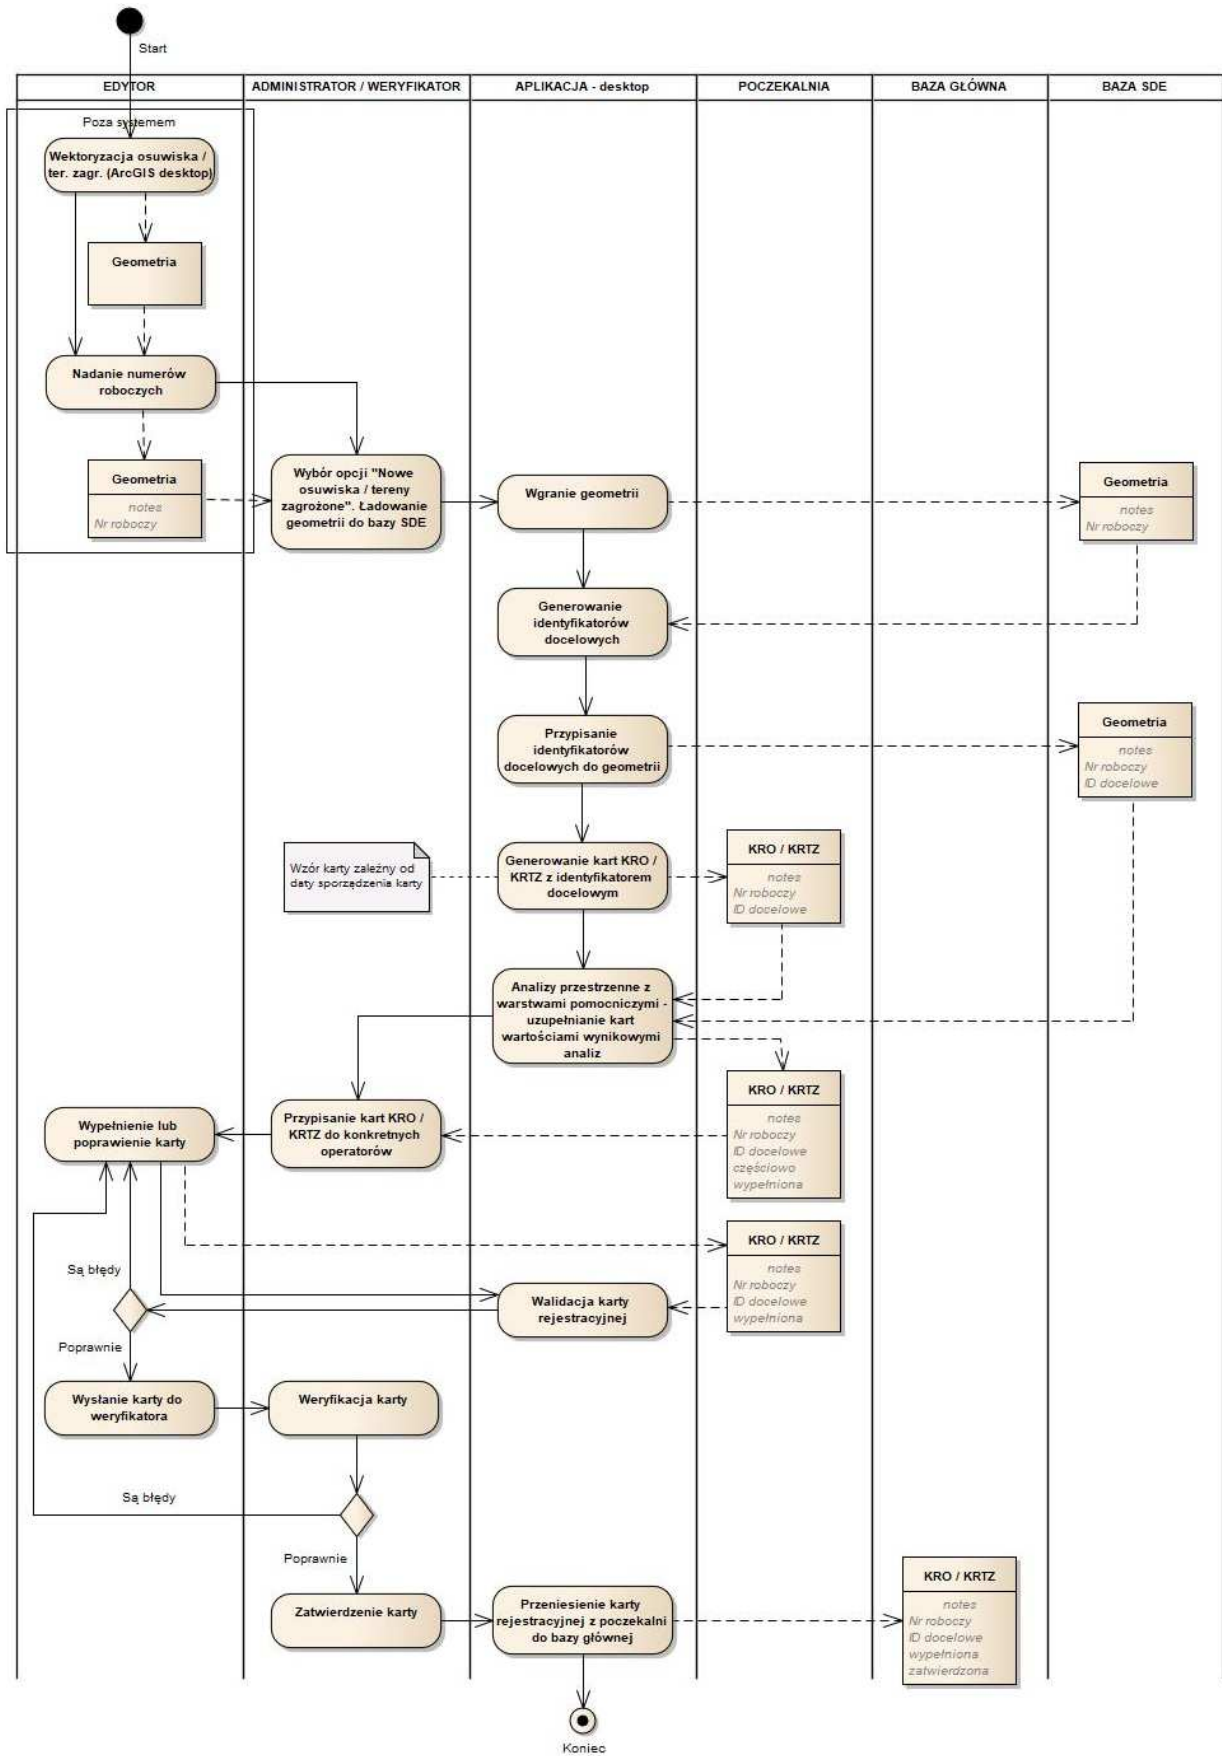 Start
EDYTOR
ADMINISTRATOR / WERYFIKATOR
APLIKACJA - desktop
POCZEKALNIA
BAZA GŁÓWNA
BAZA SDE
Poza systemem
Wektoryzacja osuwiska /
ter. zagr. (ArcGIS desktop)
Geometria
Nadanie numerów
roboczych
Geometria
notes
Nr roboczy
Wybór opcji "Nowe
osuwiska / tereny
zagrożone". Ładowanie
geometrii do bazy SDE
Wgranie geometrii
Geometria
notes
Nr roboczy
Generowanie
identyfikatorów
docelowych
Przypisanie
identyfikatorów
docelowych do geometrii
Geometria
notes
Nr roboczy
ID docelowe
Wzór karty zależny od
daty sporządzenia karty
Generowanie kart KRO /
KRTZ z identyfikatorem
docelowym
KRO / KRTZ
notes
Nr roboczy
ID docelowe
Analizy przestrzenne z
warstwami pomocniczymi -
uzupełnianie kart
wartościami wynikowymi
analiz
KRO / KRTZ
notes
Nr roboczy
ID docelowe
częściowo
wypełniona
Wypełnienie lub
poprawienie karty
Przypisanie kart KRO /
KRTZ do konkretnych
operatorów
KRO / KRTZ
notes
Nr roboczy
ID docelowe
wypełniona
Są błędy
Walidacja karty
rejestracyjnej
Poprawnie
Wysłanie karty do
weryfikatora
Weryfikacja karty
Są błędy
Poprawnie
Zatwierdzenie karty
Przeniesienie karty
rejestracyjnej z poczekalni
do bazy głównej
KRO / KRTZ
notes
Nr roboczy
ID docelowe
wypełniona
zatwierdzona
Koniec